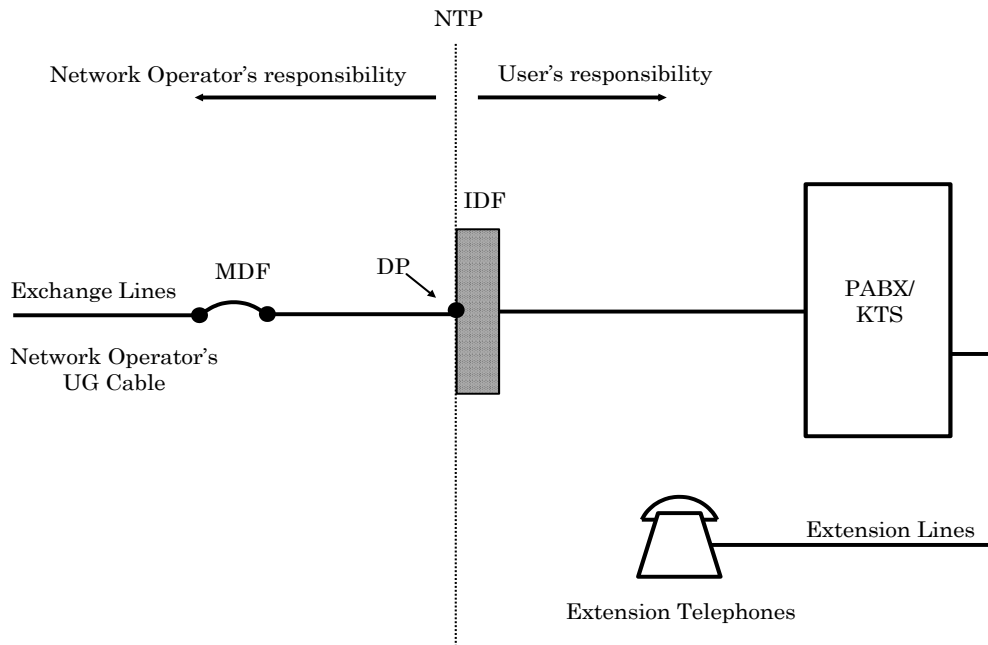 NTP
Network Operator's responsibility
User's responsibility
IDF
DP
MDF
Exchange Lines
Network Operator's
UG Cable
PABX/
KTS
Extension Lines
Extension Telephones